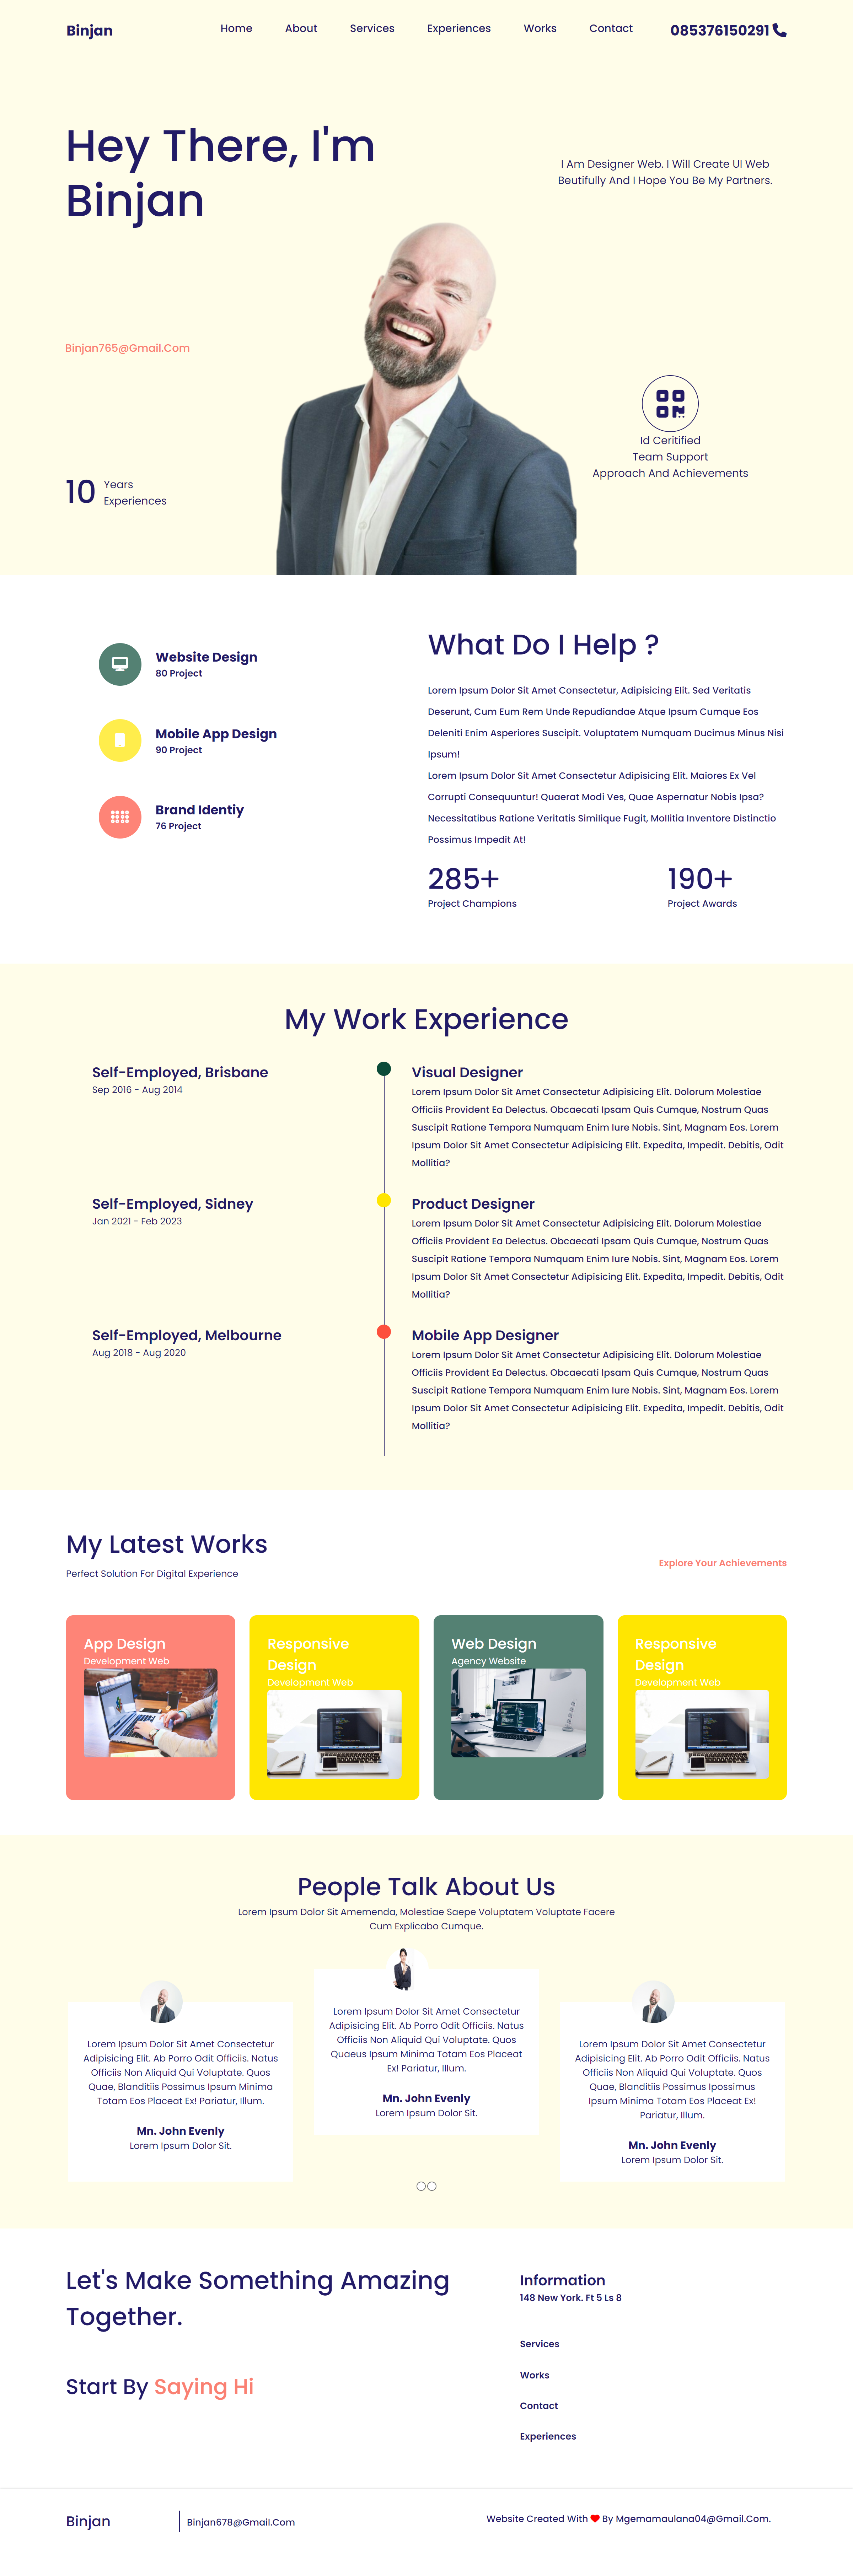 Binjan
Home About Services Experiences Works Contact
085376150291
Hey There, I'm
Binjan
I Am Designer Web. I Will Create UI Web
Beutifully And I Hope You Be My Partners.
Binjan765@Gmail.Com
Id Ceritified
Team Support
Approach And Achievements
10
Years
Experiences
Website Design
80 Project
Mobile App Design
90 Project
Brand Identiy
76 Project
What Do I Help ?
Lorem Ipsum Dolor Sit Amet Consectetur, Adipisicing Elit. Sed Veritatis
Deserunt, Cum Eum Rem Unde Repudiandae Atque Ipsum Cumque Eos
Deleniti Enim Asperiores Suscipit. Voluptatem Numquam Ducimus Minus Nisi
Ipsum!
Lorem Ipsum Dolor Sit Amet Consectetur Adipisicing Elit. Maiores Ex Vel
Corrupti Consequuntur! Quaerat Modi Ves, Quae Aspernatur Nobis Ipsa?
Necessitatibus Ratione Veritatis Similique Fugit, Mollitia Inventore Distinctio
Possimus Impedit At!
285+
Project Champions
190+
Project Awards
My Work Experience
Self-Employed, Brisbane
Sep 2016 - Aug 2014
Visual Designer
Lorem Ipsum Dolor Sit Amet Consectetur Adipisicing Elit. Dolorum Molestiae
Officiis Provident Ea Delectus. Obcaecati Ipsam Quis Cumque, Nostrum Quas
Suscipit Ratione Tempora Numquam Enim Iure Nobis. Sint, Magnam Eos. Lorem
Ipsum Dolor Sit Amet Consectetur Adipisicing Elit. Expedita, Impedit. Debitis, Odit
Mollitia?
Self-Employed, Sidney
Jan 2021 - Feb 2023
Product Designer
Lorem Ipsum Dolor Sit Amet Consectetur Adipisicing Elit. Dolorum Molestiae
Officiis Provident Ea Delectus. Obcaecati Ipsam Quis Cumque, Nostrum Quas
Suscipit Ratione Tempora Numquam Enim Iure Nobis. Sint, Magnam Eos. Lorem
Ipsum Dolor Sit Amet Consectetur Adipisicing Elit. Expedita, Impedit. Debitis, Odit
Mollitia?
Self-Employed, Melbourne
Aug 2018 - Aug 2020
Mobile App Designer
Lorem Ipsum Dolor Sit Amet Consectetur Adipisicing Elit. Dolorum Molestiae
Officiis Provident Ea Delectus. Obcaecati Ipsam Quis Cumque, Nostrum Quas
Suscipit Ratione Tempora Numquam Enim Iure Nobis. Sint, Magnam Eos. Lorem
Ipsum Dolor Sit Amet Consectetur Adipisicing Elit. Expedita, Impedit. Debitis, Odit
Mollitia?
My Latest Works
Perfect Solution For Digital Experience
Explore Your Achievements
App Design
Development Web
Responsive
Design
Development Web
Web Design
Agency Website
Responsive
Design
Development Web
People Talk About Us
Lorem Ipsum Dolor Sit Amemenda, Molestiae Saepe Voluptatem Voluptate Facere
Cum Explicabo Cumque.
Lorem Ipsum Dolor Sit Amet Consectetur
Adipisicing Elit. Ab Porro Odit Officiis. Natus
Officiis Non Aliquid Qui Voluptate. Quos
Quae, Blanditiis Possimus Ipsum Minima
Totam Eos Placeat Ex! Pariatur, Illum.
Mn. John Evenly
Lorem Ipsum Dolor Sit.
Lorem Ipsum Dolor Sit Amet Consectetur
Adipisicing Elit. Ab Porro Odit Officiis. Natus
Officiis Non Aliquid Qui Voluptate. Quos
Quaeus Ipsum Minima Totam Eos Placeat
Ex! Pariatur, Illum.
Mn. John Evenly
Lorem Ipsum Dolor Sit.
Lorem Ipsum Dolor Sit Amet Consectetur
Adipisicing Elit. Ab Porro Odit Officiis. Natus
Officiis Non Aliquid Qui Voluptate. Quos
Quae, Blanditiis Possimus Ipossimus
Ipsum Minima Totam Eos Placeat Ex!
Pariatur, Illum.
Mn. John Evenly
Lorem Ipsum Dolor Sit.
Let's Make Something Amazing
Together.
Start By Saying Hi
Information
148 New York. Ft 5 Ls 8
Services
Works
Contact
Experiences
Binjan
Binjan678@Gmail.Com
Website Created With By Mgemamaulana04@Gmail.Com.